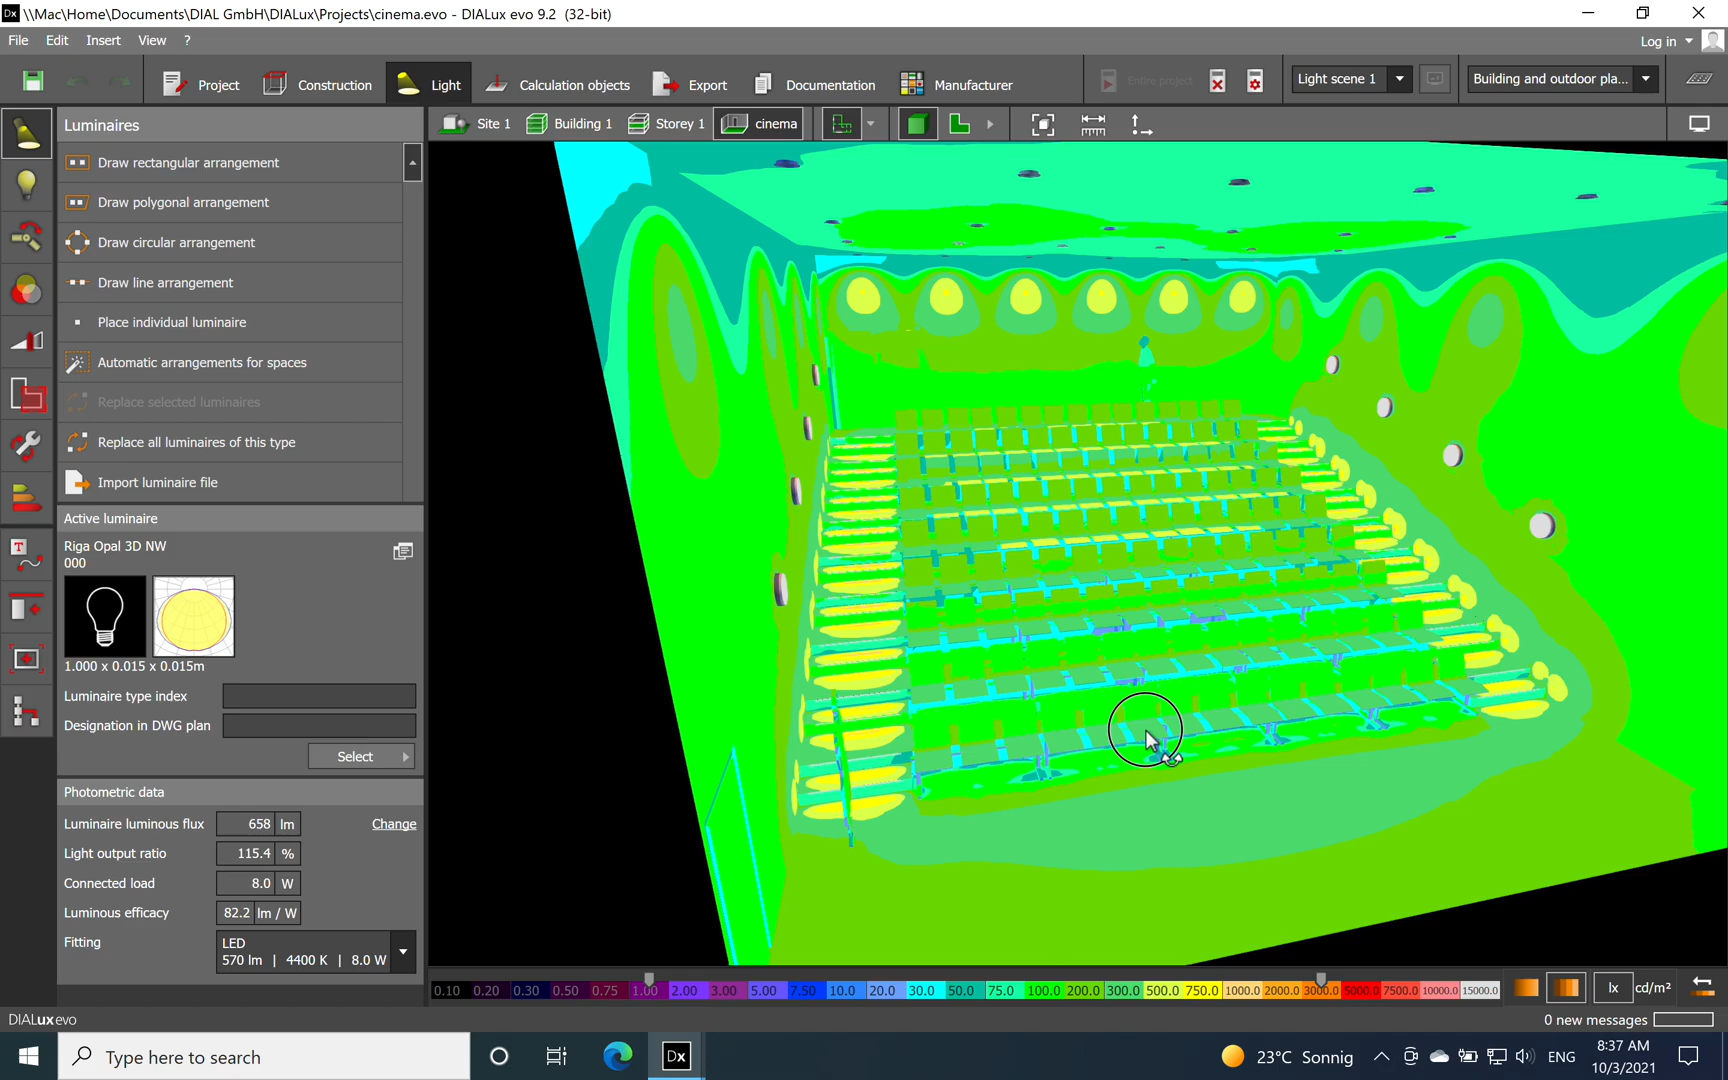 \\Mac\Home\Documents\DIAL GmbH\DIALux\Projects\cinema.evo - DIALux evo 9.2 (32-bit)
File Edit Insert View ?
Log in
Project Construction Light Calculation objects Export Documentation Manufacturer Entire project Light scene 1 Building and outdoor pla...
Luminaires
Site 1 Building 1 Storey 1 cinema
Draw rectangular arrangement
Draw polygonal arrangement
Draw circular arrangement
Draw line arrangement
Place individual luminaire
Automatic arrangements for spaces
Replace selected luminaires
Replace all luminaires of this type
Import luminaire file
Active luminaire
Riga Opal 3D NW
000
1.000 x 0.015 x 0.015m
Luminaire type index
Designation in DWG plan
Select
Photometric data
Luminaire luminous flux 658 lm Change
Light output ratio 115.4 %
Connected load 8.0 W
Luminous efficacy 82.2 lm / W
Fitting LED
570 lm | 4400 K | 8.0 W
0.10 0.20 0.30 0.50 0.75 1.00 2.00 3.00 5.00 7.50 10.0 20.0 30.0 50.0 75.0 100.0 200.0 300.0 500.0 750.0 1000.0 2000.0 3000.0 5000.0 7500.0 10000.0 15000.0 lx cd/m²
DIALux evo
0 new messages
Type here to search
Dx
23°C Sonnig
ENG
8:37 AM
10/3/2021